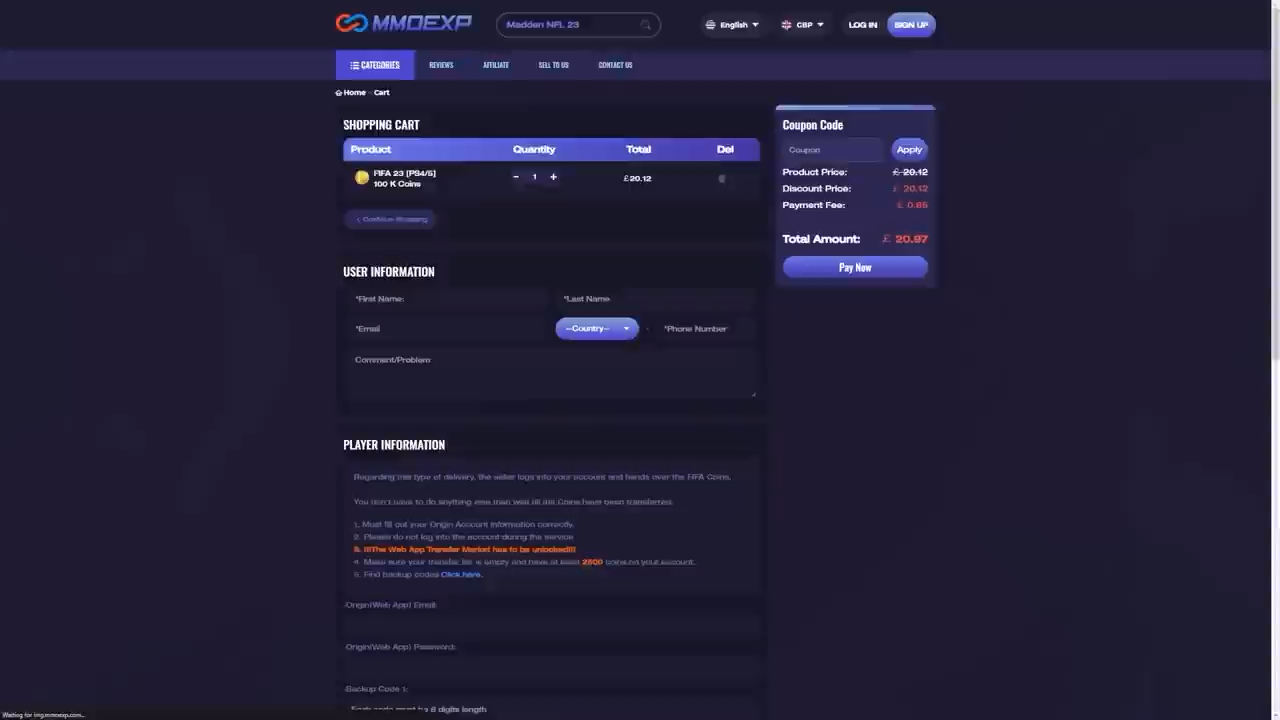 MMOEXP
Madden NFL 23
English
GBP
LOG IN
SIGN UP
CATEGORIES
REVIEWS
AFFILIATE
SELL TO US
CONTACT US
Home
Cart
SHOPPING CART
Product Quantity Total Del
FIFA 23 [PS4/5]
100 K Coins
- 1 +
£20.12
< Continue Shopping
USER INFORMATION
*First Name:
*Last Name
*Email
--Country--
-
*Phone Number
Comment/Problem
PLAYER INFORMATION
Regarding this type of delivery, the seller logs into your account and hands over the FIFA Coins.
You don't have to do anything else than wait till the Coins have been transferred.
1. Must fill out your Origin Account information correctly.
2. Please do not log into the account during the service
3. !!!The Web App Transfer Market has to be unlocked!!!
4. Make sure your transfer list is empty and have at least 2500 coins on your account.
5. Find backup codes Click here.
Origin(Web App) Email:
Origin(Web App) Password:
Backup Code 1:
Each code must be 8 digits length
Coupon Code
Coupon
Apply
Product Price: £ 20.12
Discount Price: £ 20.12
Payment Fee: £ 0.85
Total Amount: £ 20.97
Pay Now
Waiting for img.mmoexp.com...